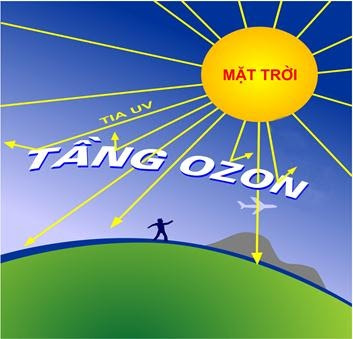 MẶT TRỜI
TIA UV
TẦNG OZON